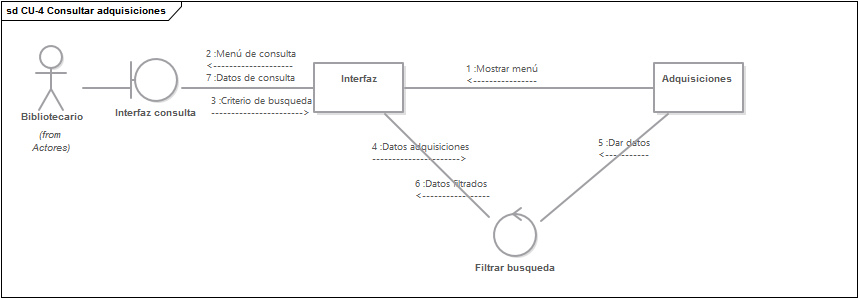 sd CU-4 Consultar adquisiciones
2 :Menú de consulta
7 :Datos de consulta
3 :Criterio de busqueda
1 :Mostrar menú
Interfaz
Adquisiciones
Bibliotecario
(from
Actores)
Interfaz consulta
4 :Datos adquisiciones
5 :Dar datos
6 :Datos filtrados
Filtrar busqueda